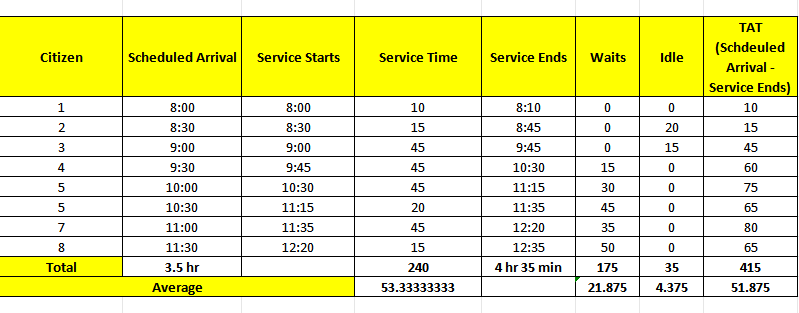 Citizen Scheduled Arrival Service Starts Service Time Service Ends Waits Idle TAT (Schdeuled Arrival - Service Ends)
1 8:00 8:00 10 8:10 0 0 10
2 8:30 8:30 15 8:45 0 20 15
3 9:00 9:00 45 9:45 0 15 45
4 9:30 9:45 45 10:30 15 0 60
5 10:00 10:30 45 11:15 30 0 75
5 10:30 11:15 20 11:35 45 0 65
7 11:00 11:35 45 12:20 35 0 80
8 11:30 12:20 15 12:35 50 0 65
Total 3.5 hr 240 4 hr 35 min 175 35 415
Average 53.33333333 21.875 4.375 51.875